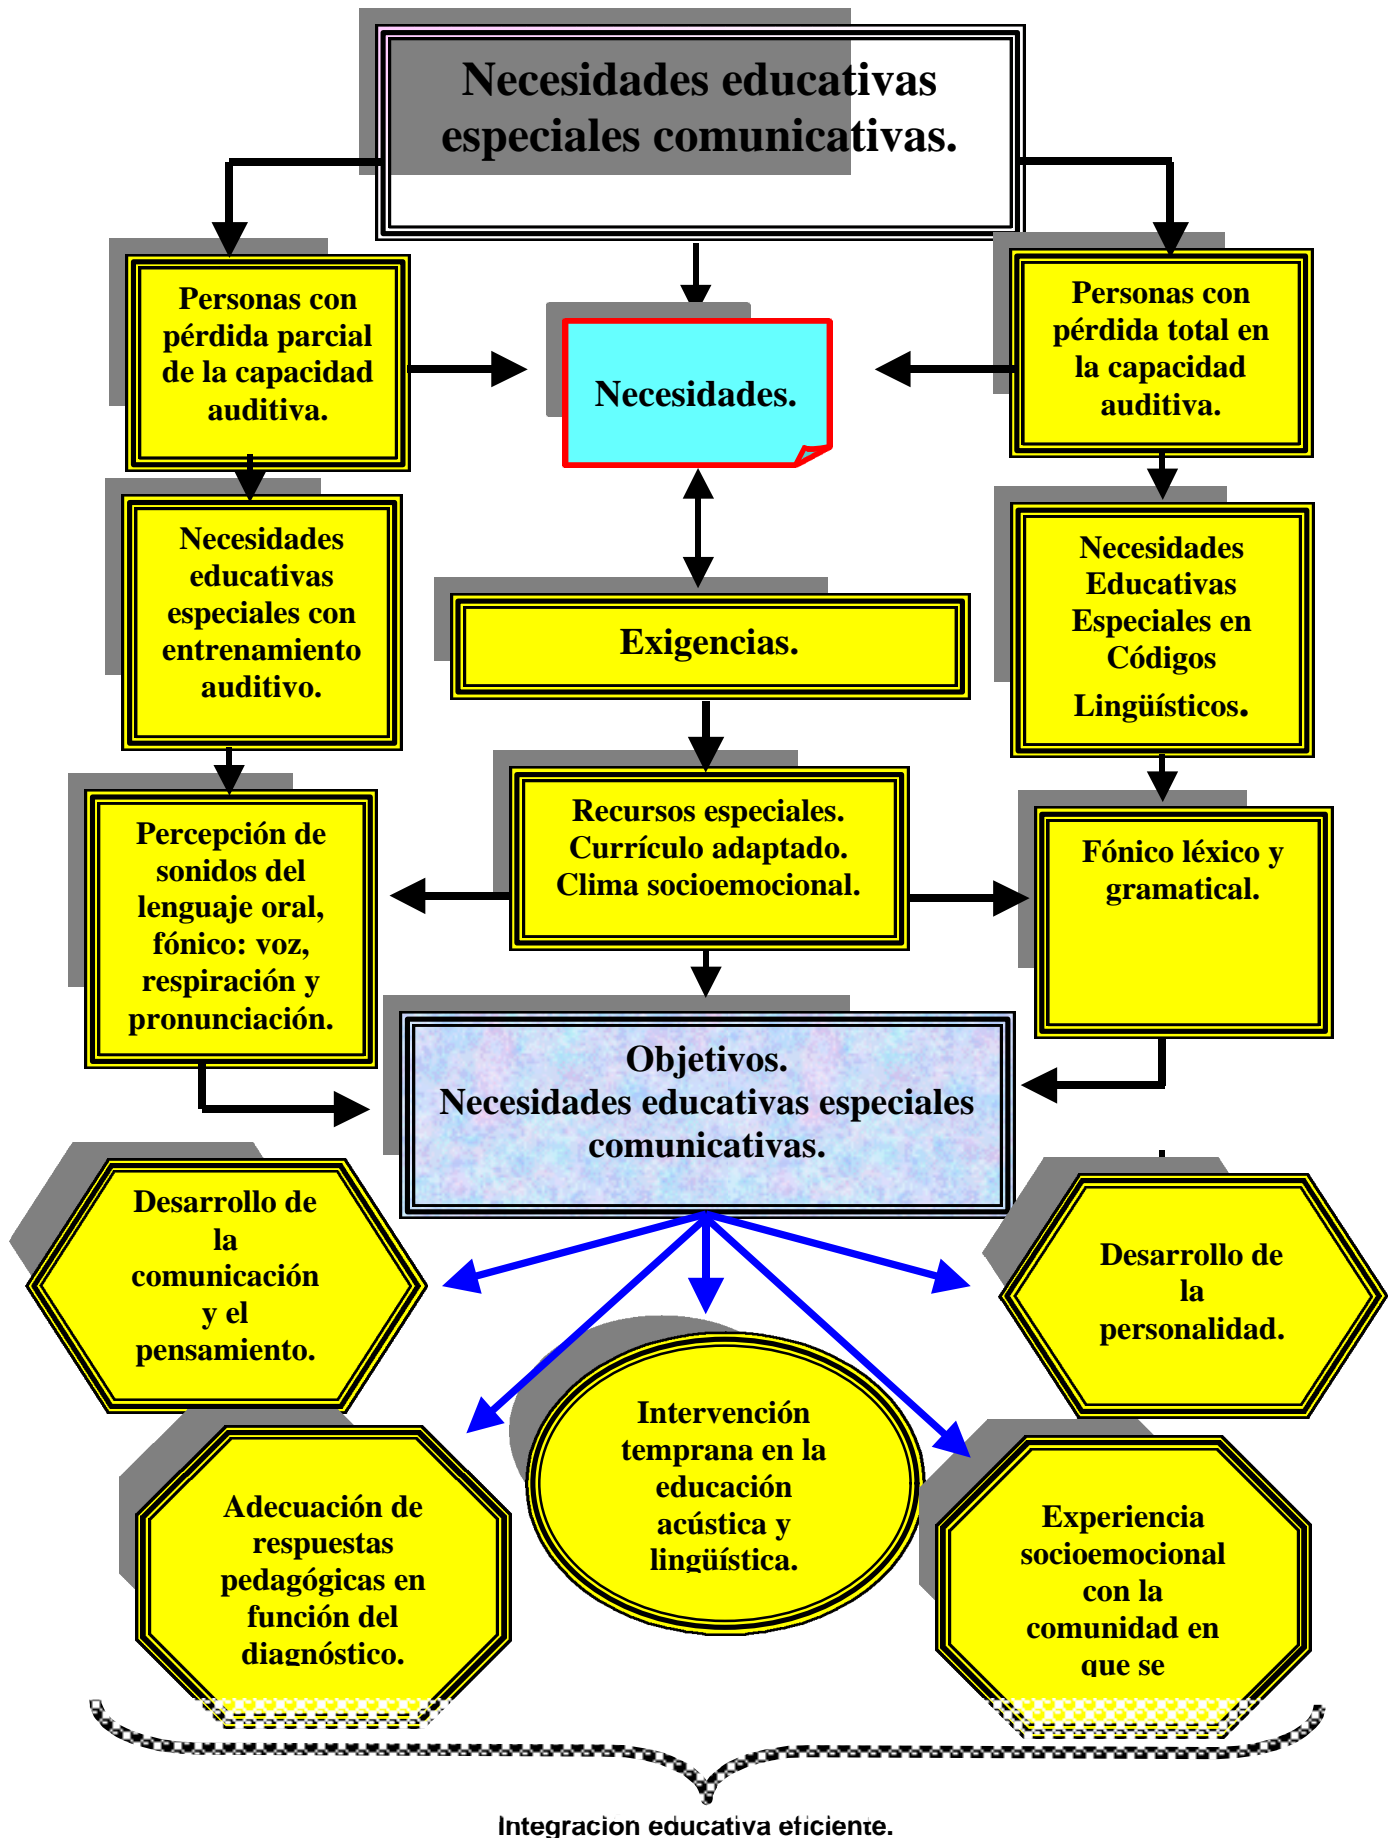 Necesidades educativas
especiales comunicativas.
Personas con
pérdida parcial
de la capacidad
auditiva.
Necesidades.
Personas con
pérdida total en
la capacidad
auditiva.
Necesidades
educativas
especiales con
entrenamiento
auditivo.
Exigencias.
Necesidades
Educativas
Especiales en
Códigos
Lingüísticos.
Percepción de
sonidos del
lenguaje oral,
fónico: voz,
respiración y
pronunciación.
Recursos especiales.
Currículo adaptado.
Clima socioemocional.
Fónico léxico y
gramatical.
Objetivos.
Necesidades educativas especiales
comunicativas.
Desarrollo de
la
comunicación
y el
pensamiento.
Desarrollo de
la
personalidad.
Adecuación de
respuestas
pedagógicas en
función del
diagnóstico.
Intervención
temprana en la
educación
acústica y
lingüística.
Experiencia
socioemocional
con la
comunidad en
que se
Integración educativa eficiente.